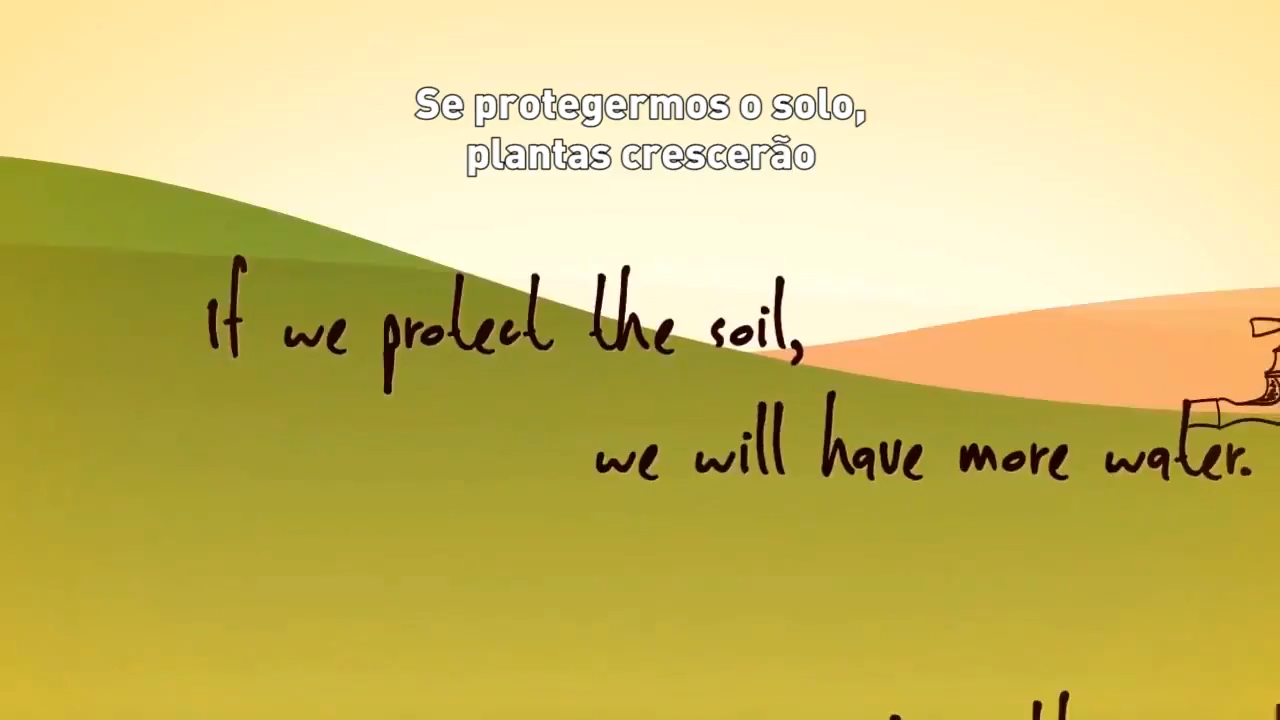 Se protegermos o solo,
plantas crescerão
If we protect the soil,
we will have more water.